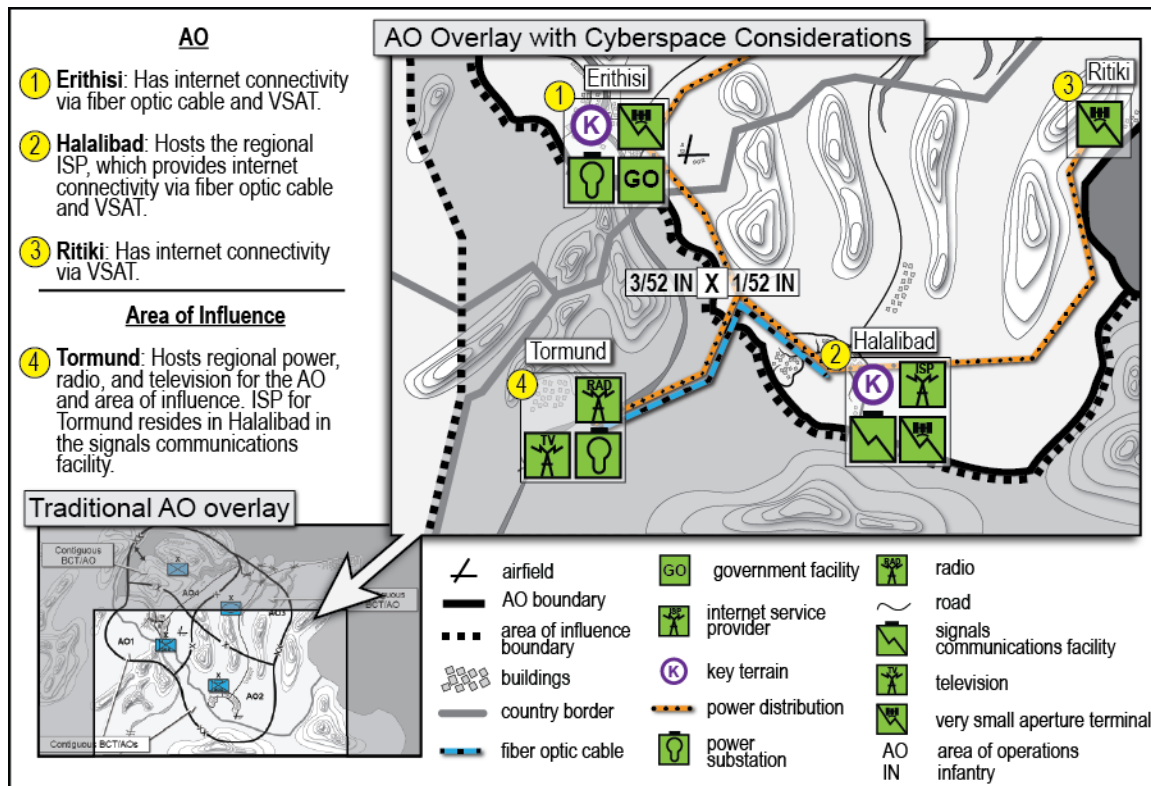 AO
1 Erithisi: Has internet connectivity
via fiber optic cable and VSAT.
2 Halalibad: Hosts the regional
ISP, which provides internet
connectivity via fiber optic cable
and VSAT.
3 Ritiki: Has internet connectivity
via VSAT.
Area of Influence
4 Tormund: Hosts regional power,
radio, and television for the AO
and area of influence. ISP for
Tormund resides in Halalibad in
the signals communications
facility.
AO Overlay with Cyberspace Considerations
Erithisi
1
K
GO
Ritiki
3
3/52 IN X 1/52 IN
Tormund
4
RAD
TV
Halalibad
2
K
ISP
Traditional AO overlay
Contiguous
BCT/AO
X
AO4
X
AO3
BCT/AO
AO1
X
X
AO2
Contiguous BCT/AOs
airfield
AO boundary
area of influence
boundary
buildings
country border
fiber optic cable
GO government facility
ISP internet service
provider
K key terrain
power distribution
power
substation
RAD radio
road
signals
communications facility
TV television
very small aperture terminal
AO area of operations
IN infantry